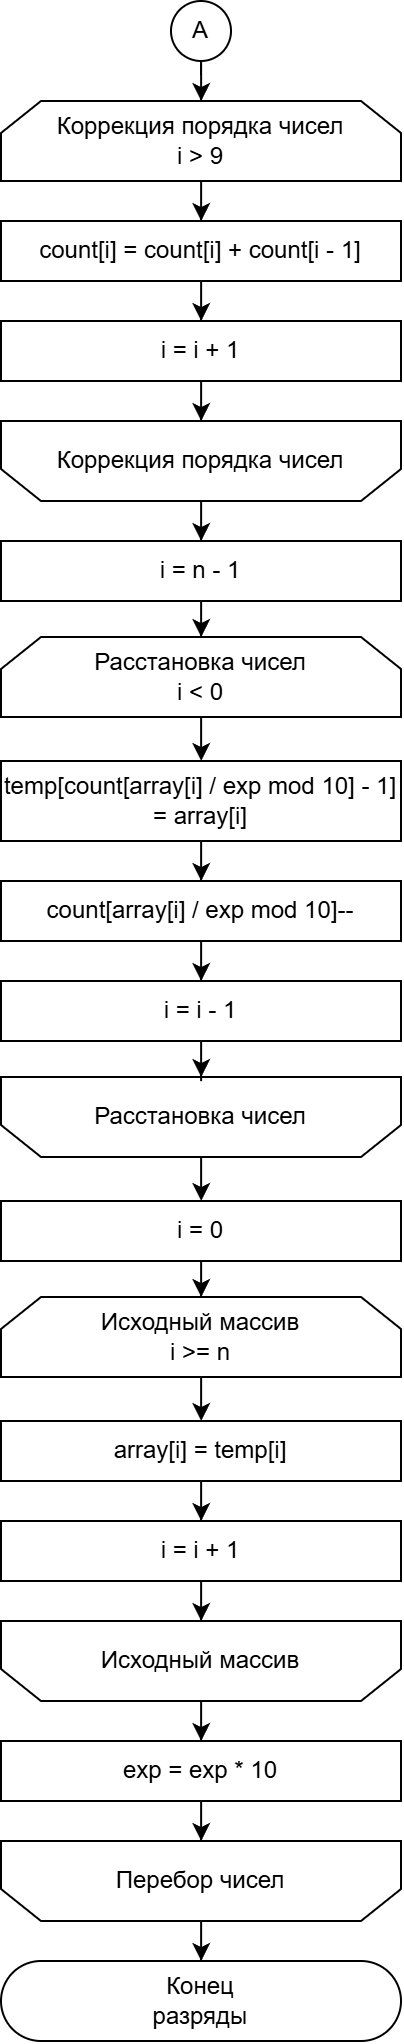 A
Коррекция порядка чисел
i > 9
count[i] = count[i] + count[i - 1]
i = i + 1
Коррекция порядка чисел
i = n - 1
Расстановка чисел
i < 0
temp[count[array[i] / exp mod 10] - 1]
= array[i]
count[array[i] / exp mod 10]--
i = i - 1
Расстановка чисел
i = 0
Исходный массив
i >= n
array[i] = temp[i]
i = i + 1
Исходный массив
exp = exp * 10
Перебор чисел
Конец
разряды